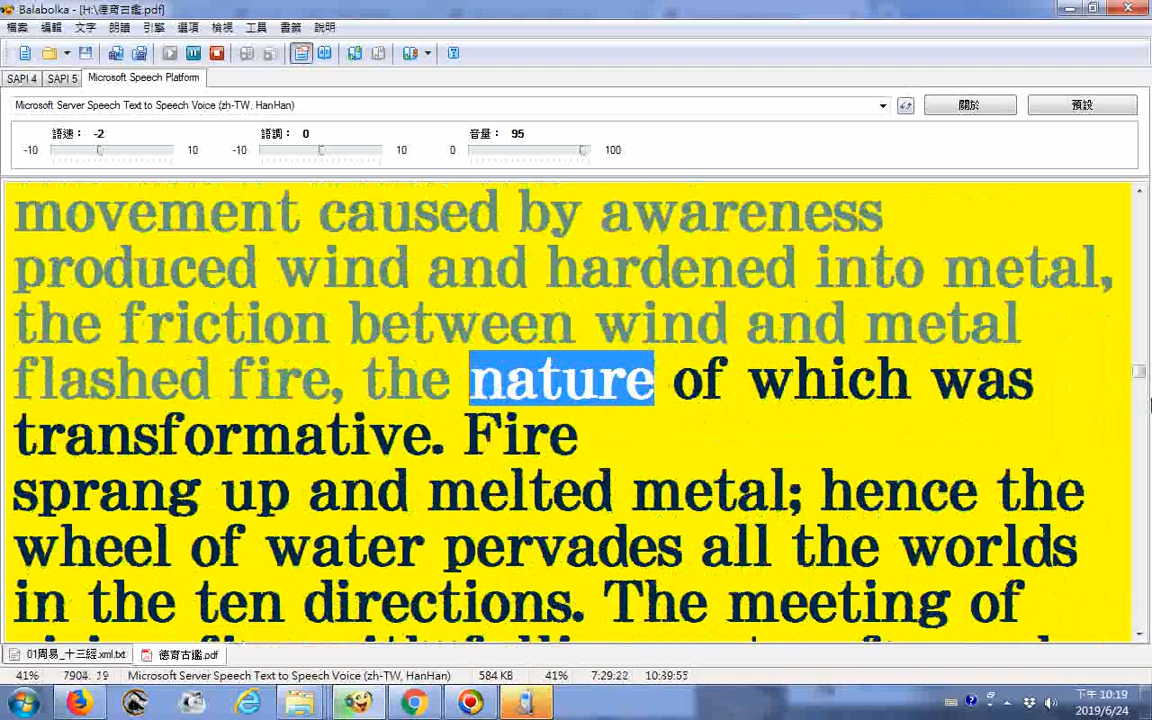 Balabolka - [H:\德育古鑑.pdf]
檔案 編輯 文字 朗讀 引擎 選項 檢視 工具 書籤 說明
SAPI 4 SAPI 5 Microsoft Speech Platform
Microsoft Server Speech Text to Speech Voice (zh-TW, HanHan) 關於 預設
語速： -2 語調： 0 音量： 95
-10 10 -10 10 0 100
movement caused by awareness
produced wind and hardened into metal,
the friction between wind and metal
flashed fire, the nature of which was
transformative. Fire
sprang up and melted metal; hence the
wheel of water pervades all the worlds
in the ten directions. The meeting of
01周易_十三經.xml.txt 德育古鑑.pdf
41% 7904: 19 Microsoft Server Speech Text to Speech Voice (zh-TW, HanHan) 584 KB 41% 7:29:22 10:39:55
下午 10:19
2019/6/24